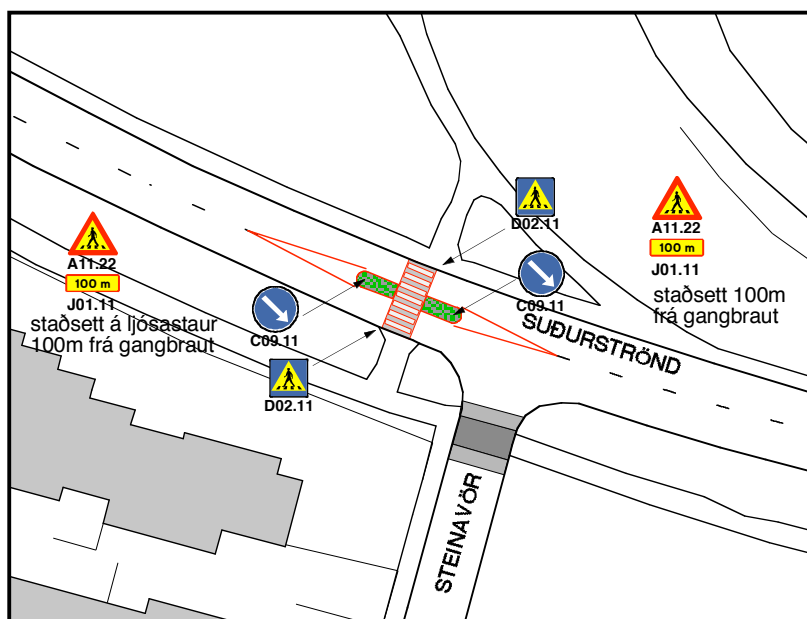 A11.22
100 m
J01.11
staðsett á ljósastaur
100m frá gangbraut
C09.11
D02.11
D02.11
C09.11
A11.22
100 m
J01.11
staðsett 100m
frá gangbraut
SUÐURSTRÖND
STEINAVÖR